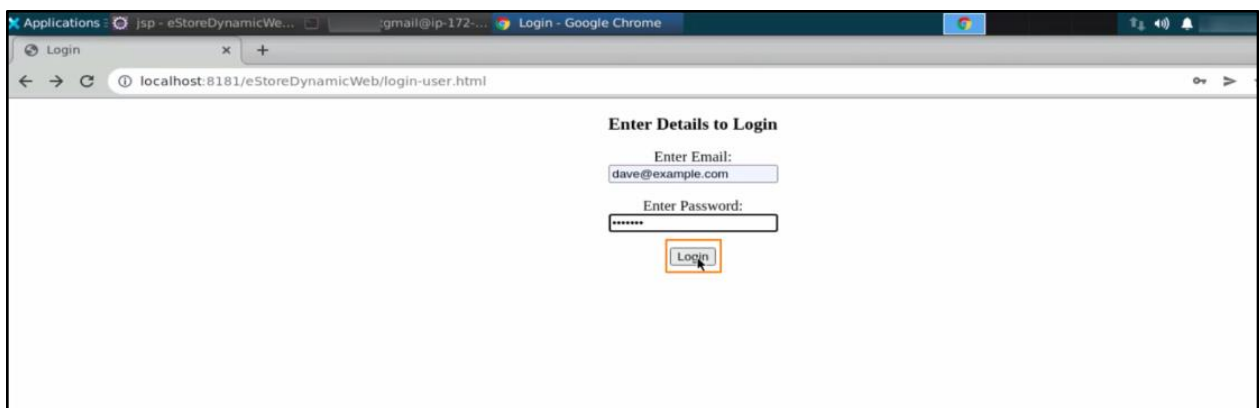 Applications jsp - eStoreDynamicWe... :gmail@ip-172-... Login - Google Chrome
Login
localhost:8181/eStoreDynamicWeb/login-user.html
Enter Details to Login
Enter Email:
dave@example.com
Enter Password:
•••••••
Login